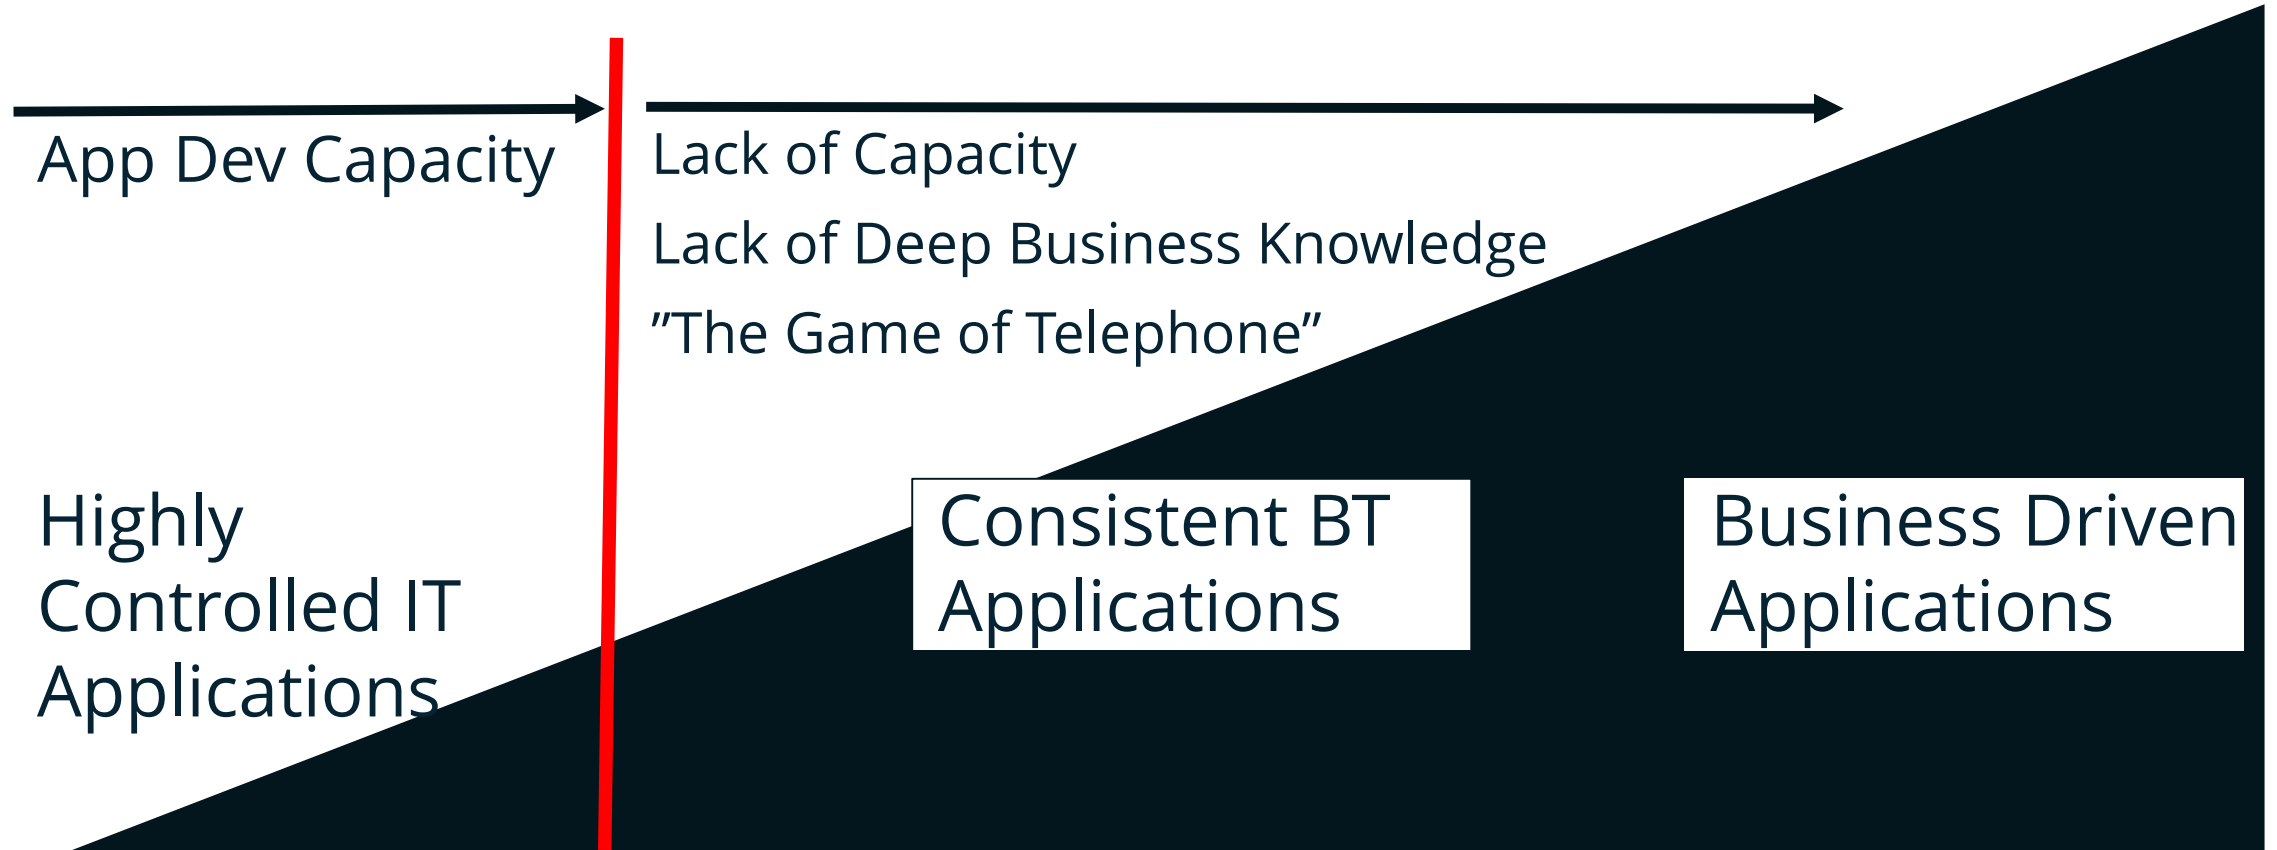 App Dev Capacity
Lack of Capacity
Lack of Deep Business Knowledge
”The Game of Telephone”
Highly
Controlled IT
Applications
Consistent BT
Applications
Business Driven
Applications